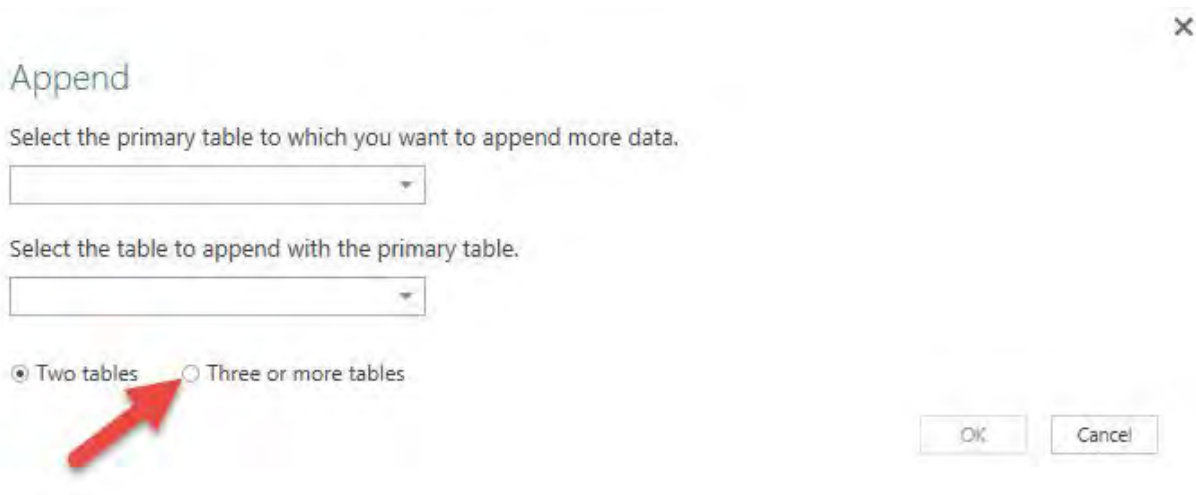 Append
Select the primary table to which you want to append more data.
Select the table to append with the primary table.
Two tables Three or more tables
OK Cancel